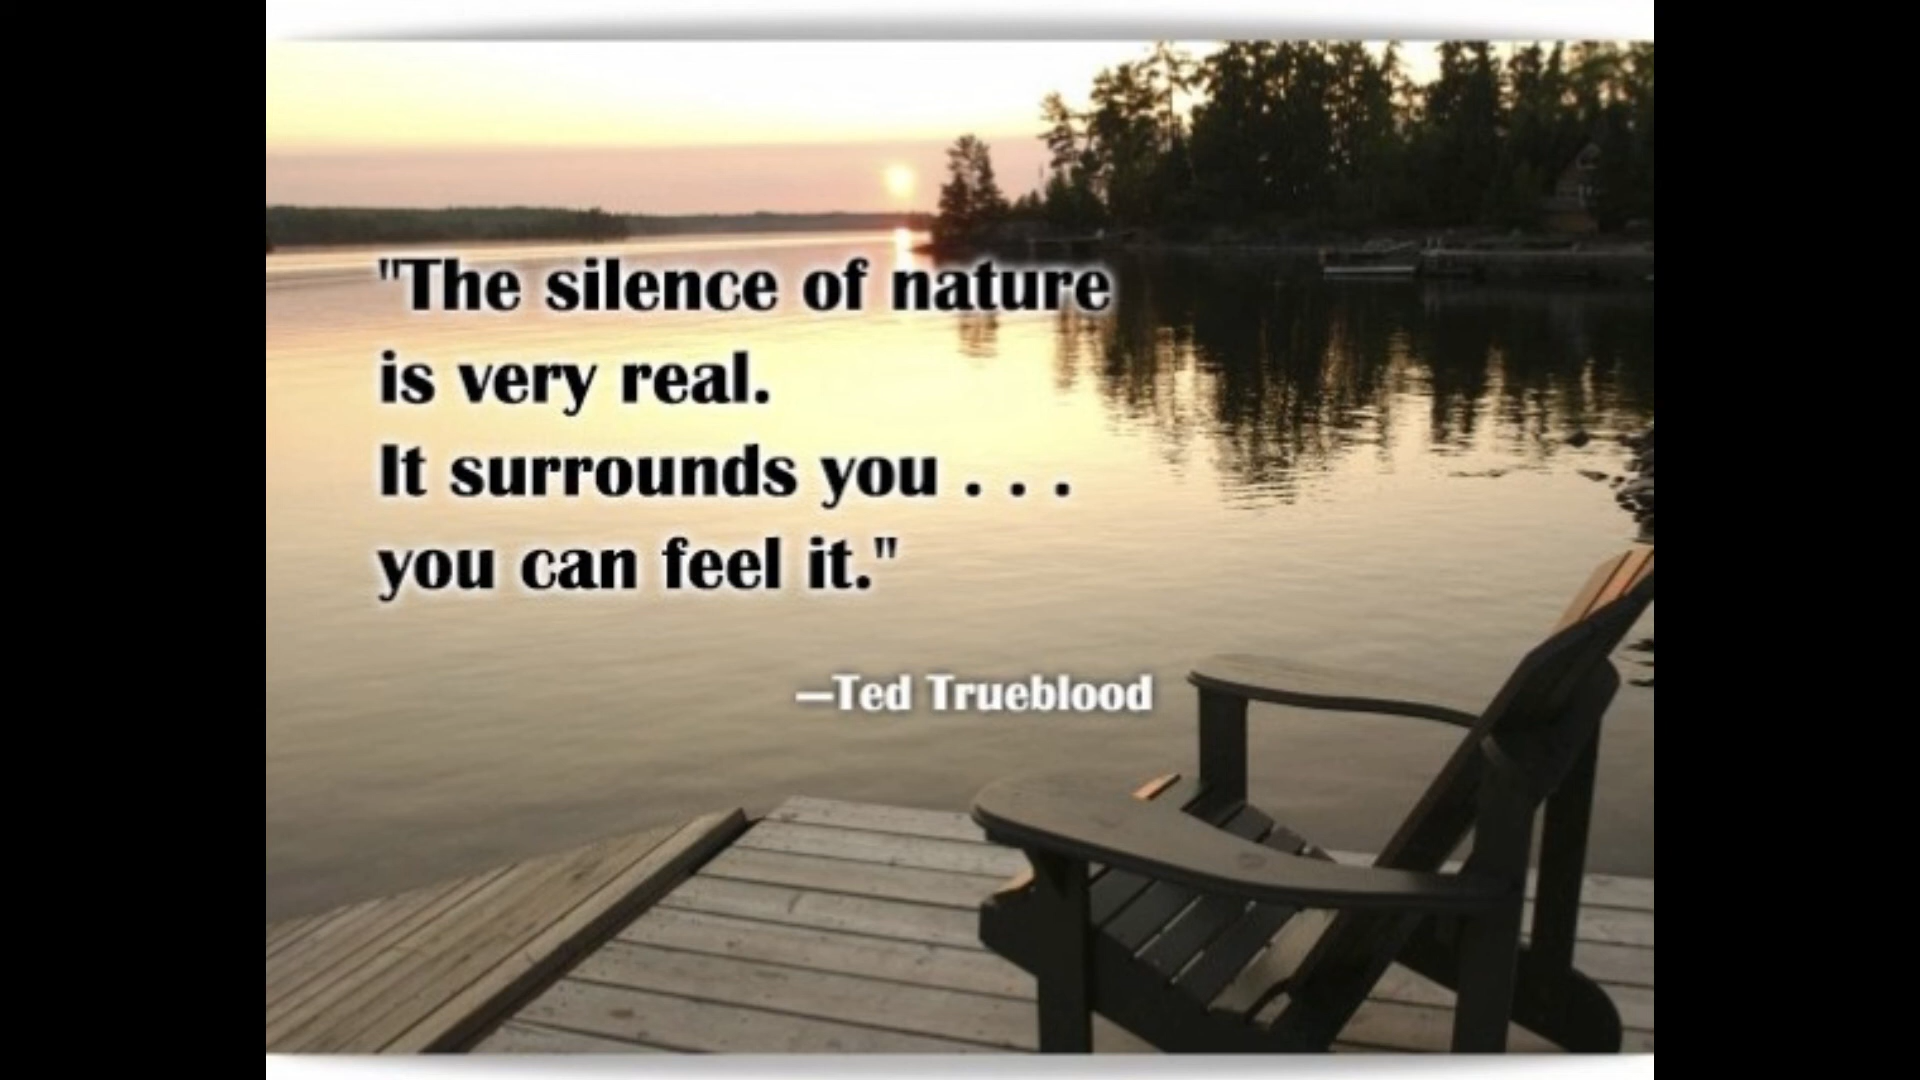 "The silence of nature
is very real.
It surrounds you . . .
you can feel it."
—Ted Trueblood